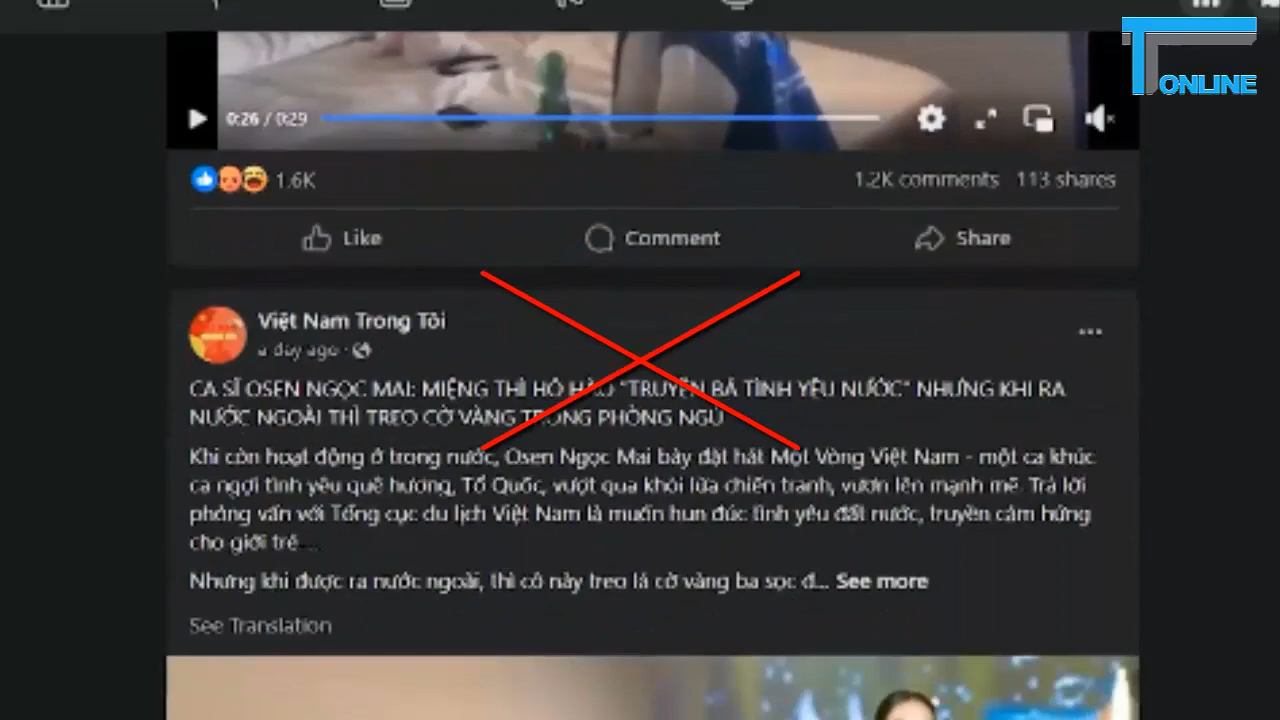 T ONLINE
0:26 / 0:29
1.6K
1.2K comments 113 shares
Like Comment Share
Việt Nam Trong Tôi
a day ago ·
CA SĨ OSEN NGỌC MAI: MIỆNG THÌ HÔ HÀO "TRUYỀN BÁ TÌNH YÊU NƯỚC" NHƯNG KHI RA
NƯỚC NGOÀI THÌ TREO CỜ VÀNG TRONG PHÒNG NGỦ
Khi còn hoạt động ở trong nước, Osen Ngọc Mai bày đặt hát Một Vòng Việt Nam - một ca khúc
ca ngợi tình yêu quê hương, Tổ Quốc, vượt qua khói lửa chiến tranh, vươn lên mạnh mẽ. Trả lời
phỏng vấn với Tổng cục du lịch Việt Nam là muốn hun đúc tình yêu đất nước, truyền cảm hứng
cho giới trẻ...
Nhưng khi được ra nước ngoài, thì cô này treo lá cờ vàng ba sọc đ... See more
See Translation